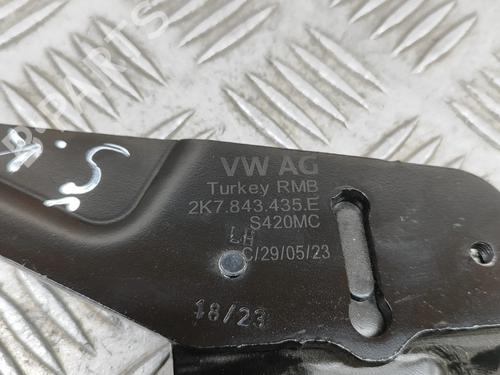 VW AG
Turkey RMB
2K7.843.435.E
S420MC
LH
C/29/05/23
18/23